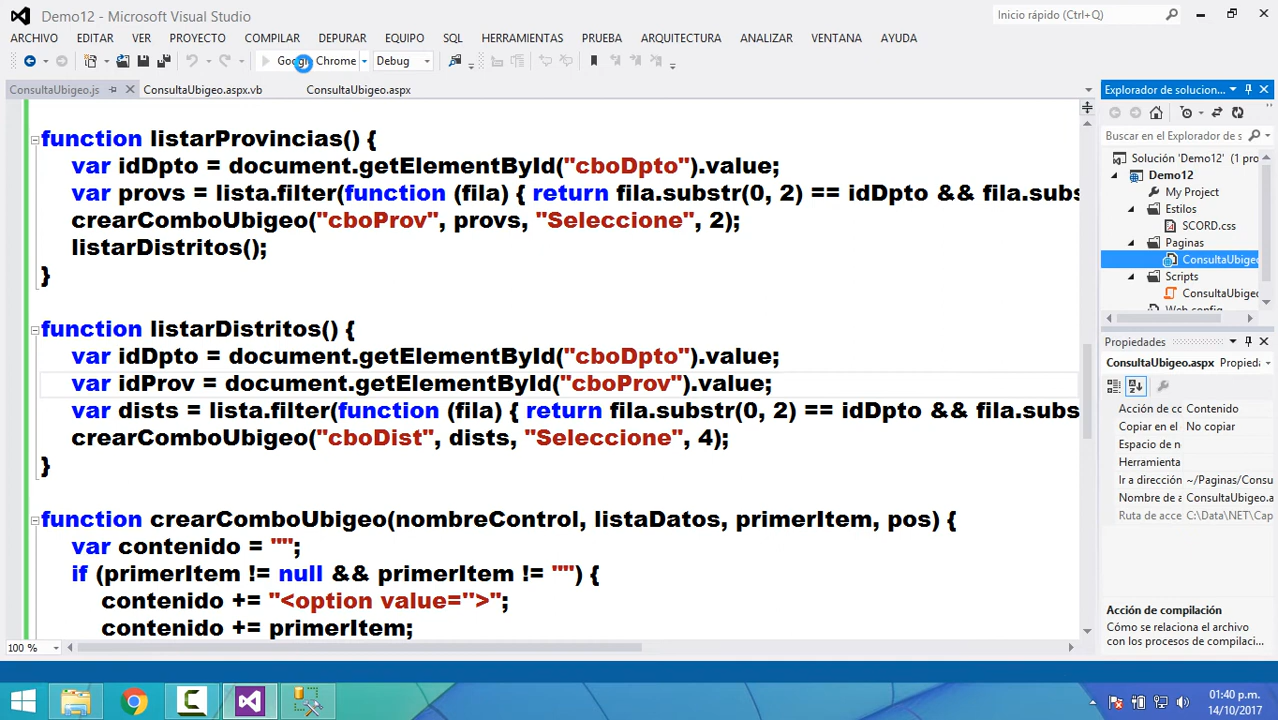 Demo12 - Microsoft Visual Studio
Inicio rápido (Ctrl+Q)
ARCHIVO EDITAR VER PROYECTO COMPILAR DEPURAR EQUIPO SQL HERRAMIENTAS PRUEBA ARQUITECTURA ANALIZAR VENTANA AYUDA
Chrome Debug
ConsultaUbigeo.js ConsultaUbigeo.aspx.vb ConsultaUbigeo.aspx
function listarProvincias() {
var idDpto = document.getElementById("cboDpto").value;
var provs = lista.filter(function (fila) { return fila.substr(0, 2) == idDpto && fila.subs
crearComboUbigeo("cboProv", provs, "Seleccione", 2);
listarDistritos();
}
function listarDistritos() {
var idDpto = document.getElementById("cboDpto").value;
var idProv = document.getElementById("cboProv").value;
var dists = lista.filter(function (fila) { return fila.substr(0, 2) == idDpto && fila.subs
crearComboUbigeo("cboDist", dists, "Seleccione", 4);
}
function crearComboUbigeo(nombreControl, listaDatos, primerItem, pos) {
var contenido = "";
if (primerItem != null && primerItem != "") {
contenido += "<option value=''>";
contenido += primerItem;
100 %
Explorador de solucion...
Buscar en el Explorador de s
Solución 'Demo12' (1 pro
Demo12
My Project
Estilos
SCORD.css
Paginas
ConsultaUbigeo
Scripts
ConsultaUbigeo
Web.config
Propiedades
ConsultaUbigeo.aspx Propieda
Acción de cc Contenido
Copiar en el No copiar
Espacio de n
Herramienta
Ir a dirección ~/Paginas/Consu
Nombre de a ConsultaUbigeo.a
Ruta de acce C:\Data\NET\Cap
Acción de compilación
Cómo se relaciona el archivo
con los procesos de compilaci...
01:40 p.m.
14/10/2017